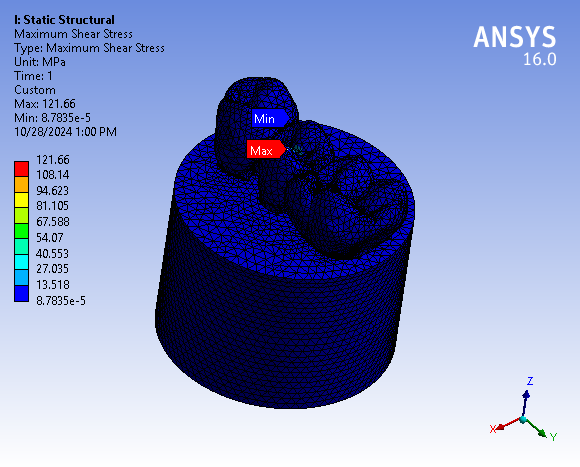 I: Static Structural
Maximum Shear Stress
Type: Maximum Shear Stress
Unit: MPa
Time: 1
Custom
Max: 121.66
Min: 8.7835e-5
10/28/2024 1:00 PM
ANSYS
16.0
121.66
108.14
94.623
81.105
67.588
54.07
40.553
27.035
13.518
8.7835e-5
Min
Max
Z
X
Y